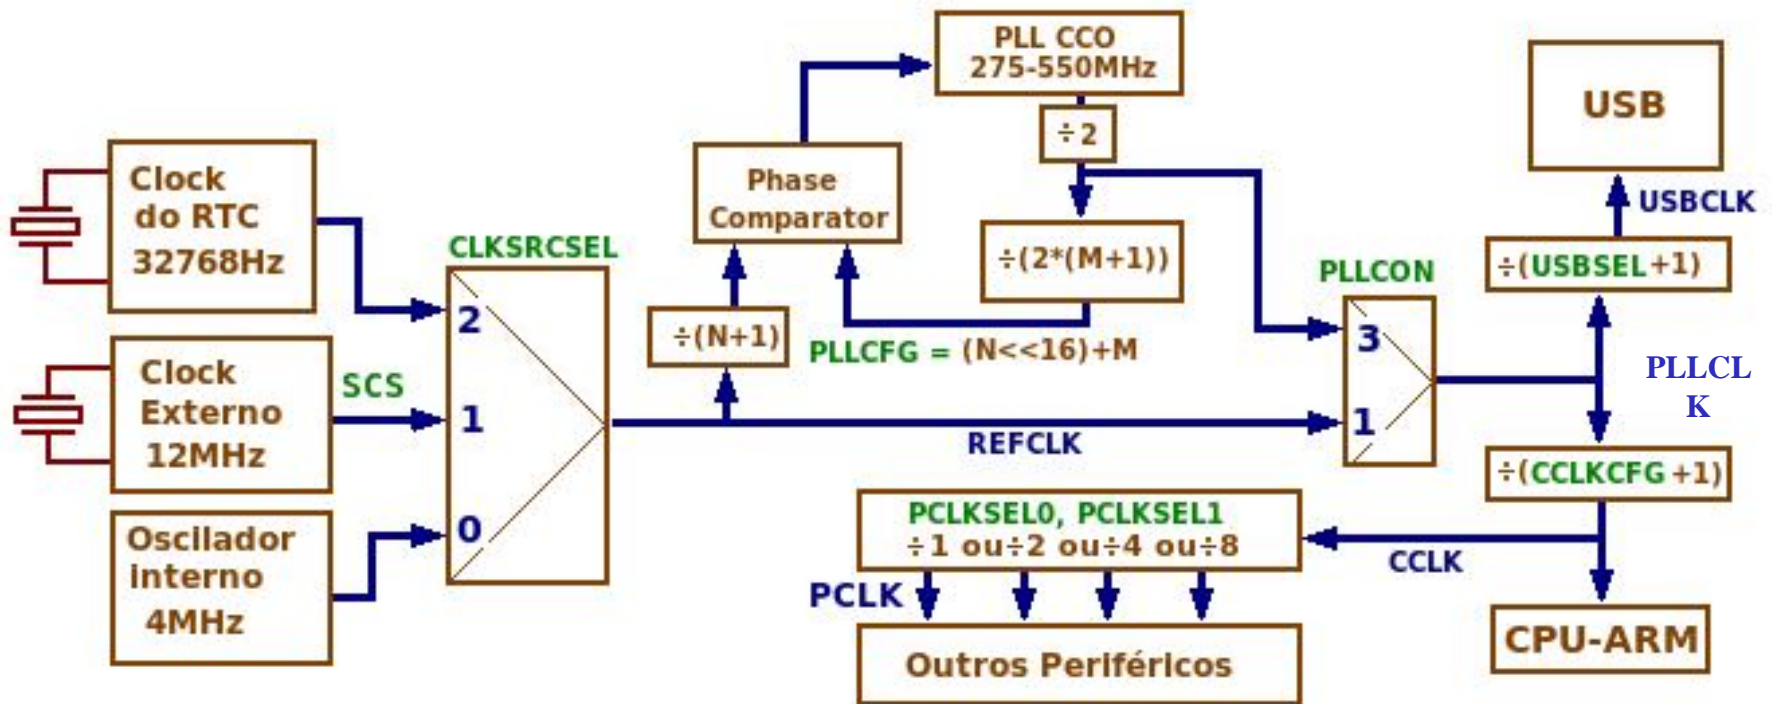 PLL CCO
275-550MHz
÷2
Phase
Comparator
÷(2*(M+1))
÷(N+1)
PLLCFG = (N<<16)+M
Clock
do RTC
32768Hz
CLKSRCSEL
2
1
0
Clock
Externo
12MHz
SCS
Oscilador
interno
4MHz
REFCLK
PLLCON
3
1
USB
USBCLK
÷(USBSEL+1)
PLLCL
K
÷(CCLKCFG+1)
CCLK
CPU-ARM
PCLKSEL0, PCLKSEL1
÷1 ou÷2 ou÷4 ou÷8
PCLK
Outros Periféricos